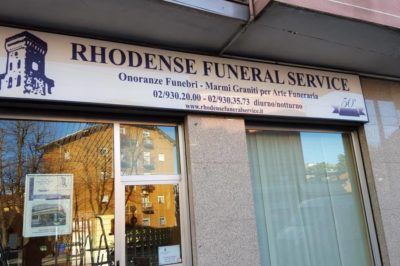 RHODENSE FUNERAL SERVICE
Onoranze Funebri - Marmi Graniti per Arte Funeraria
02/930.20.00 - 02/930.35.73 diurno/notturno
www.rhodensefuneralservice.it
50°